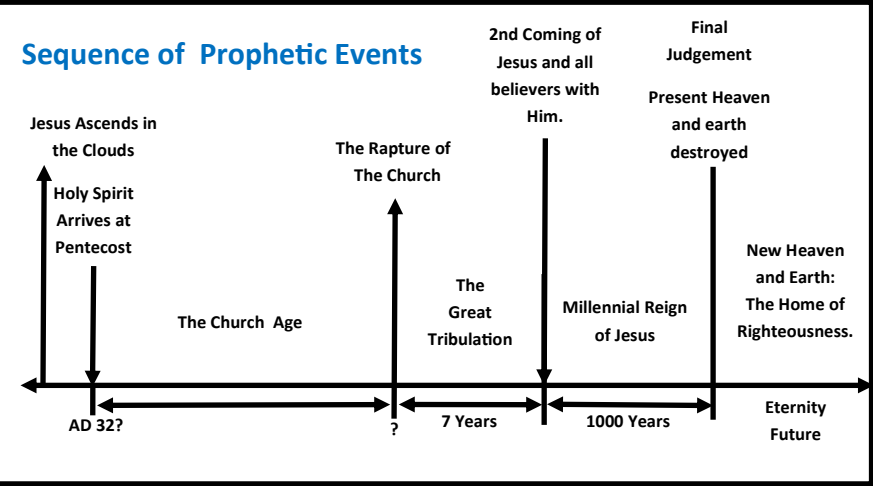 Sequence of Prophetic Events
Jesus Ascends in
the Clouds
Holy Spirit
Arrives at
Pentecost
The Church Age
The Rapture of
The Church
The
Great
Tribulation
2nd Coming of
Jesus and all
believers with
Him.
Millennial Reign
of Jesus
Final
Judgement
Present Heaven
and earth
destroyed
New Heaven
and Earth:
The Home of
Righteousness.
AD 32?
?
7 Years
1000 Years
Eternity
Future